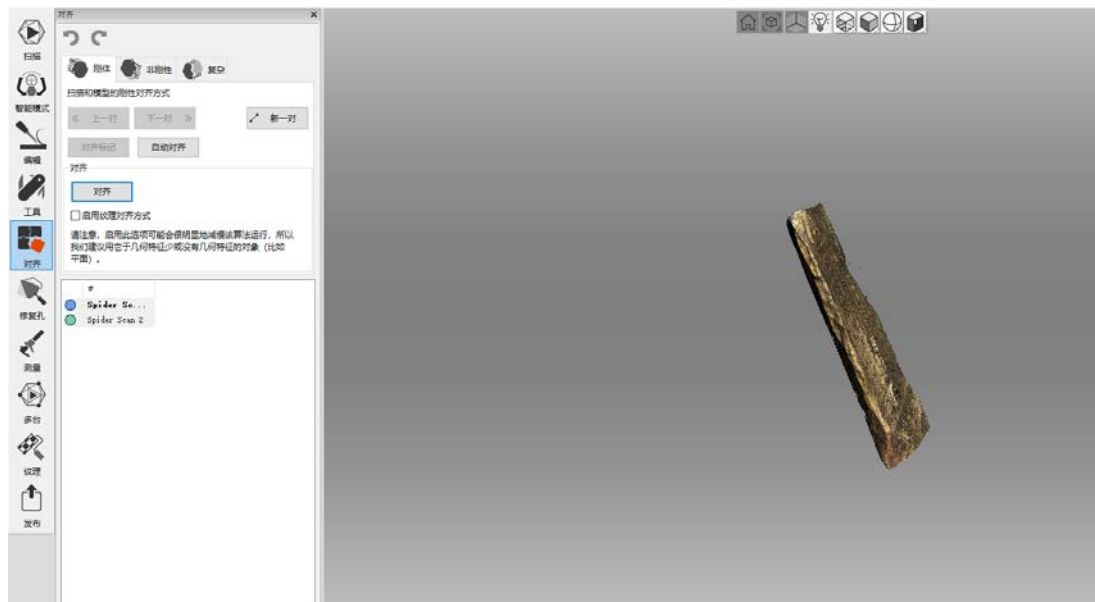 对齐
×
扫描
智能模式
编辑
工具
对齐
修复孔
测量
多台
纹理
发布
刚体
非刚性
复杂
扫描和模型的刚性对齐方式
« 上一对
下一对 »
新一对
对齐标记
自动对齐
对齐
对齐
启用纹理对齐方式
请注意，启用此选项可能会很明显地减慢该算法运行，所以
我们建议用它于几何特征少或没有几何特征的对象（比如
平面）。
#
Spider Sc...
Spider Scan 2